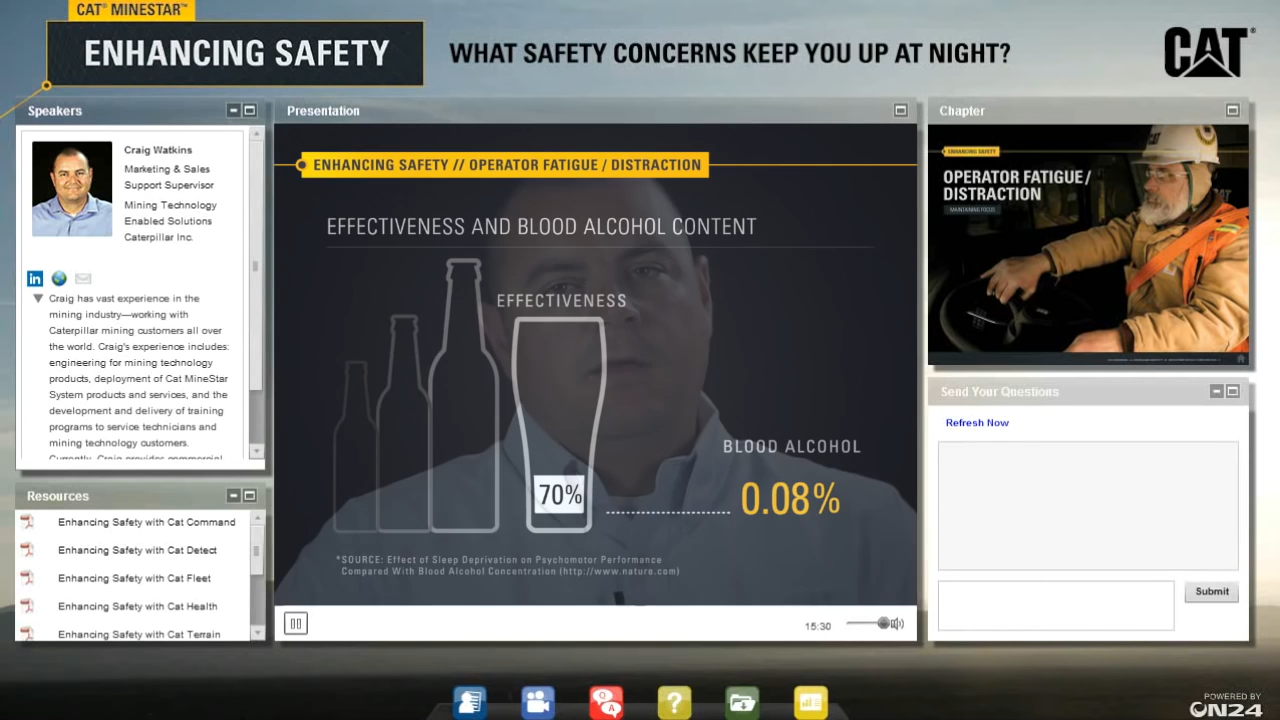 CAT® MINESTAR™
ENHANCING SAFETY
WHAT SAFETY CONCERNS KEEP YOU UP AT NIGHT?
CAT®
Speakers
Craig Watkins
Marketing & Sales
Support Supervisor
Mining Technology
Enabled Solutions
Caterpillar Inc.
in
Craig has vast experience in the
mining industry—working with
Caterpillar mining customers all over
the world. Craig's experience includes:
engineering for mining technology
products, deployment of Cat MineStar
System products and services, and the
development and delivery of training
programs to service technicians and
mining technology customers.
Currently, Craig provides commercial
Resources
Enhancing Safety with Cat Command
Enhancing Safety with Cat Detect
Enhancing Safety with Cat Fleet
Enhancing Safety with Cat Health
Enhancing Safety with Cat Terrain
Presentation
ENHANCING SAFETY // OPERATOR FATIGUE / DISTRACTION
EFFECTIVENESS AND BLOOD ALCOHOL CONTENT
EFFECTIVENESS
70%
BLOOD ALCOHOL
0.08%
*SOURCE: Effect of Sleep Deprivation on Psychomotor Performance
Compared With Blood Alcohol Concentration (http://www.nature.com)
15:30
Chapter
ENHANCING SAFETY
OPERATOR FATIGUE/
DISTRACTION
MAINTAINING FOCUS
CAT
CAT
Send Your Questions
Refresh Now
Submit
Q
A
?
POWERED BY
ON24